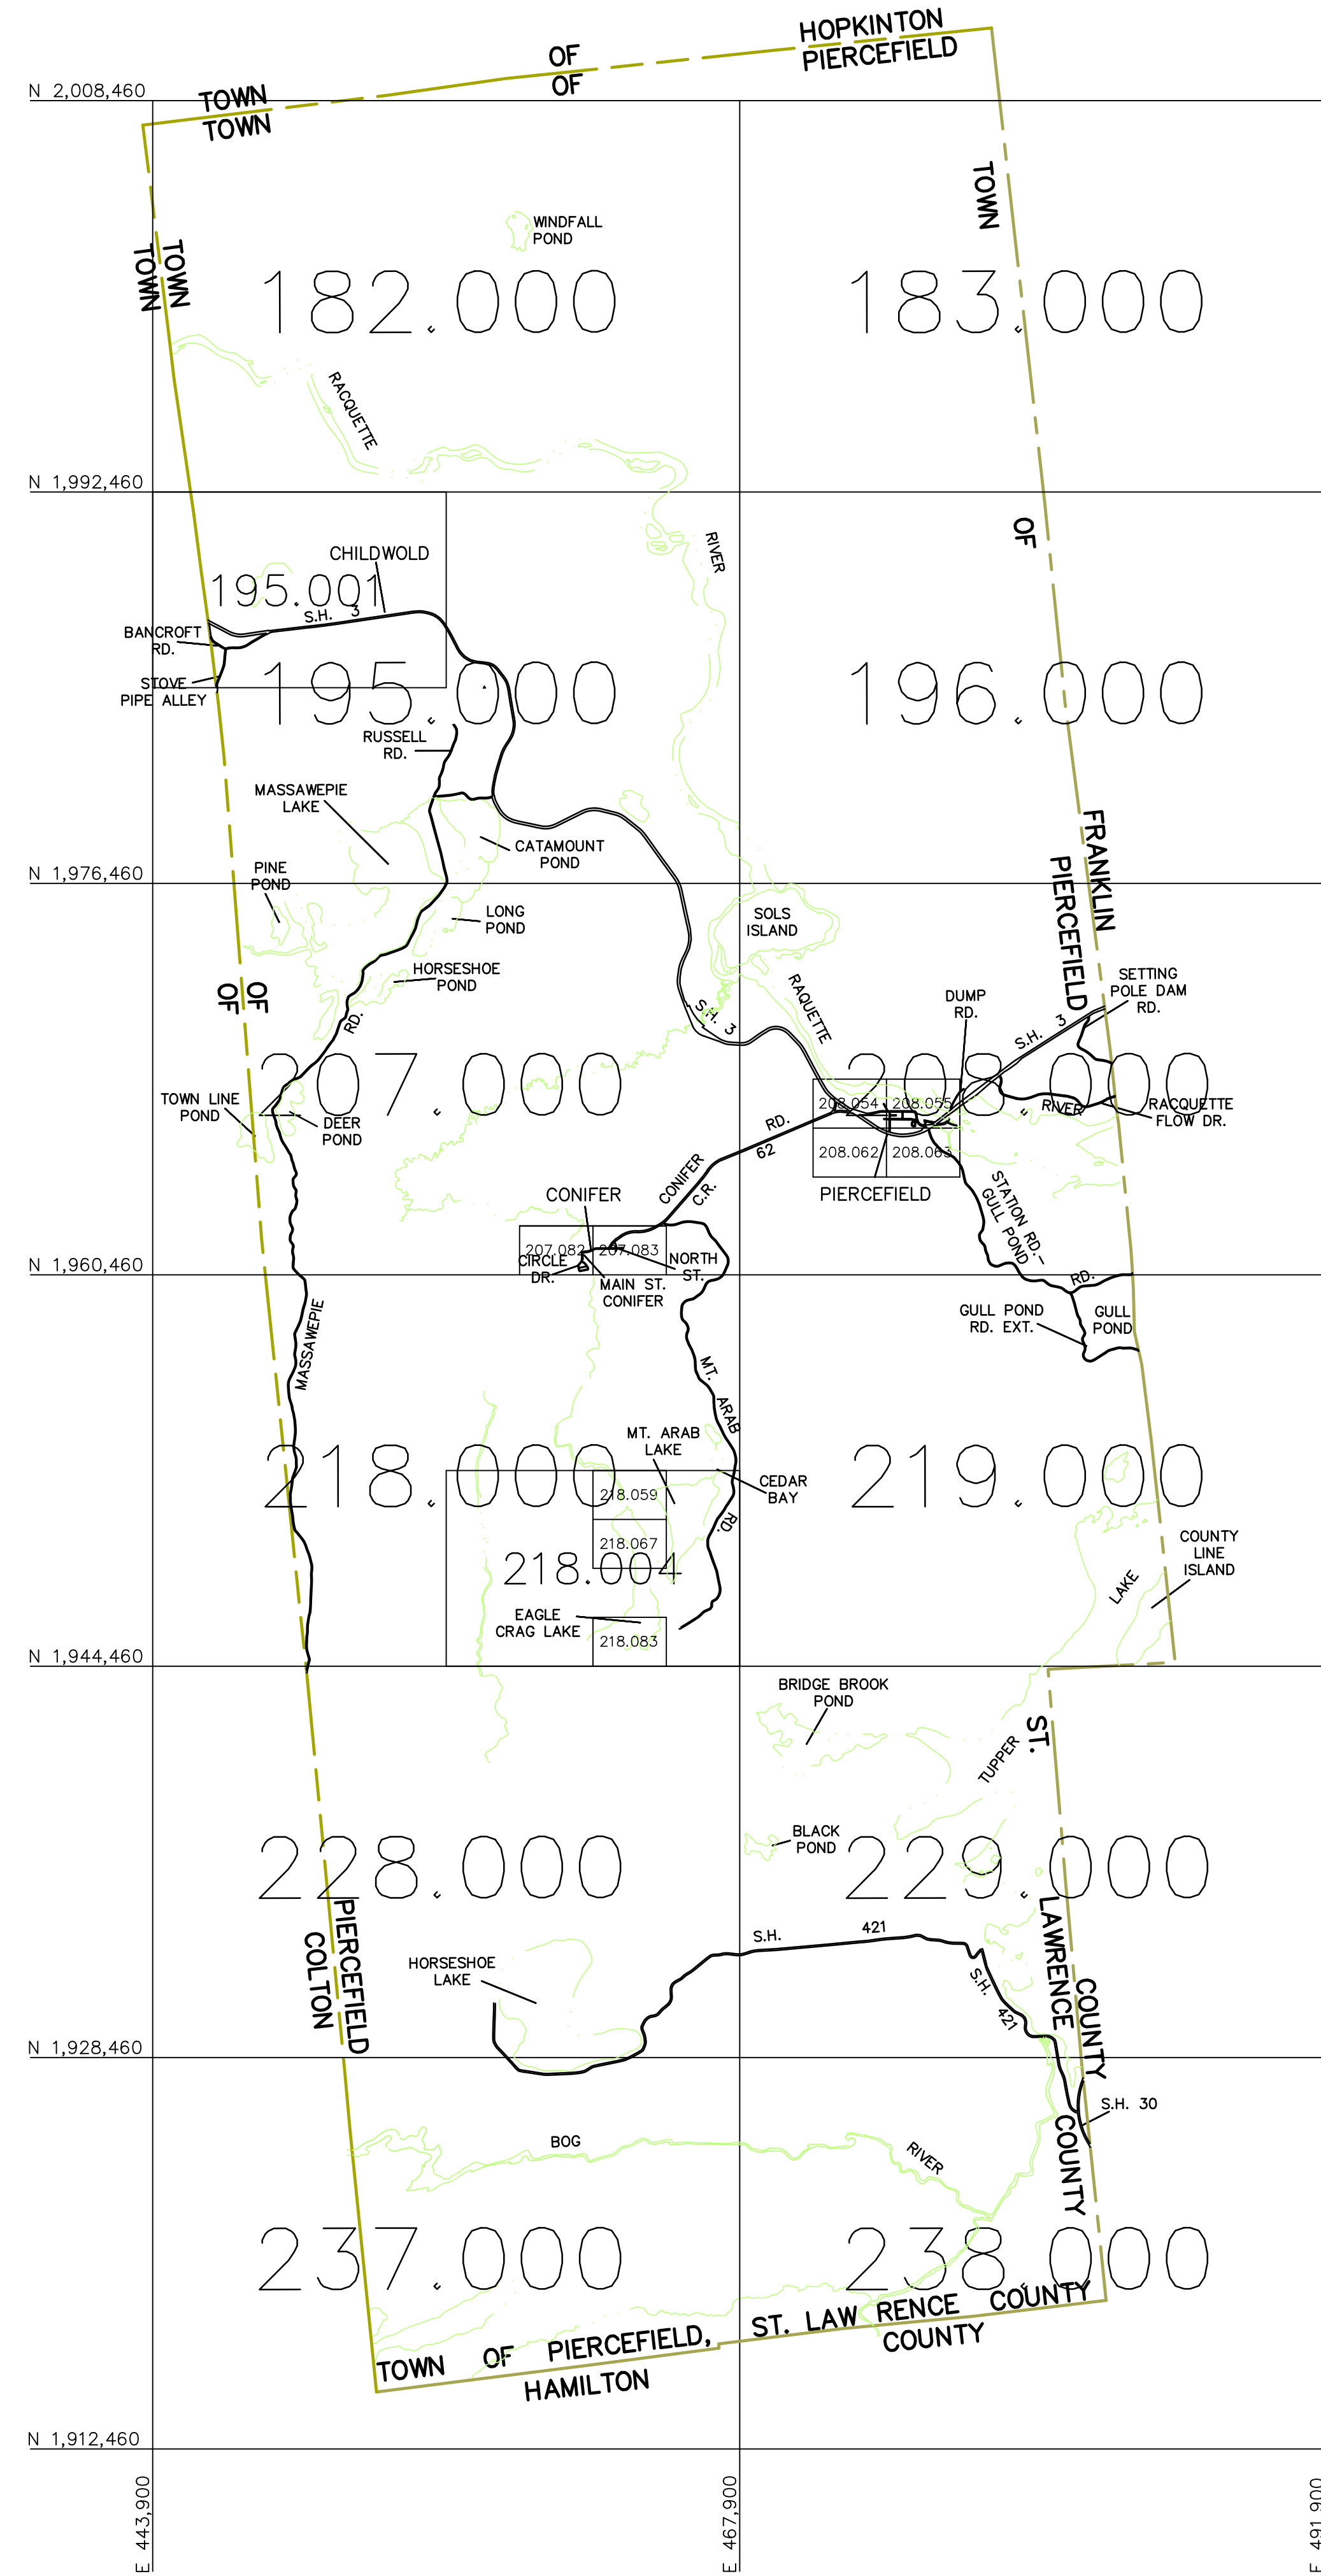 HOPKINTON
PIERCEFIELD
OF
OF
TOWN
TOWN
N 2,008,460
TOWN
TOWN
TOWN
WINDFALL
POND
182.000
183.000
RACQUETTE
N 1,992,460
OF
RIVER
CHILDWOLD
195.001
S.H. 3
BANCROFT
RD.
STOVE
PIPE ALLEY
195.000
196.000
RUSSELL
RD.
MASSAWEPIE
LAKE
CATAMOUNT
POND
FRANKLIN
PIERCEFIELD
N 1,976,460
PINE
POND
LONG
POND
SOLS
ISLAND
HORSESHOE
POND
SETTING
POLE DAM
RD.
DUMP
RD.
RAQUETTE
OF
OF
RD.
S.H. 3
S.H. 3
207.000
208.000
TOWN LINE
POND
DEER
POND
208.054
208.055
RIVER
RACQUETTE
FLOW DR.
RD.
62
208.062
208.063
CONIFER
C.R.
PIERCEFIELD
STATION RD.-
GULL POND
CONIFER
207.082
207.083
CIRCLE
DR.
NORTH
ST.
MAIN ST.
CONIFER
N 1,960,460
RD.
GULL POND
RD. EXT.
GULL
POND
MASSAWEPIE
MT.
ARAB
MT. ARAB
LAKE
218.000
219.000
CEDAR
BAY
218.059
RD.
218.067
218.004
COUNTY
LINE
ISLAND
LAKE
EAGLE
CRAG LAKE
218.083
N 1,944,460
BRIDGE BROOK
POND
ST.
TUPPER
BLACK
POND
228.000
229.000
PIERCEFIELD
COLTON
LAWRENCE
COUNTY
S.H.
421
HORSESHOE
LAKE
S.H.
421
N 1,928,460
S.H. 30
COUNTY
BOG
RIVER
237.000
238.000
TOWN OF PIERCEFIELD, ST. LAW RENCE COUNTY
HAMILTON
COUNTY
N 1,912,460
E 443,900
E 467,900
E 491,900